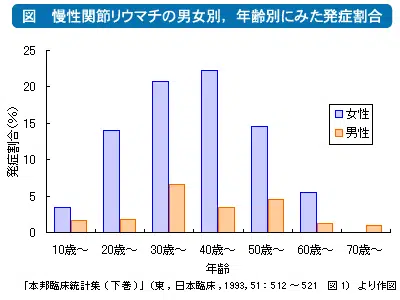 図 慢性関節リウマチの男女別，年齢別にみた発症割合
25
20
15
10
5
0
発症割合(%)
女性
男性
10歳～ 20歳～ 30歳～ 40歳～ 50歳～ 60歳～ 70歳～
年齢
「本邦臨床統計集(下巻)」(東，日本臨床，1993,51：512～521 図1) より作図